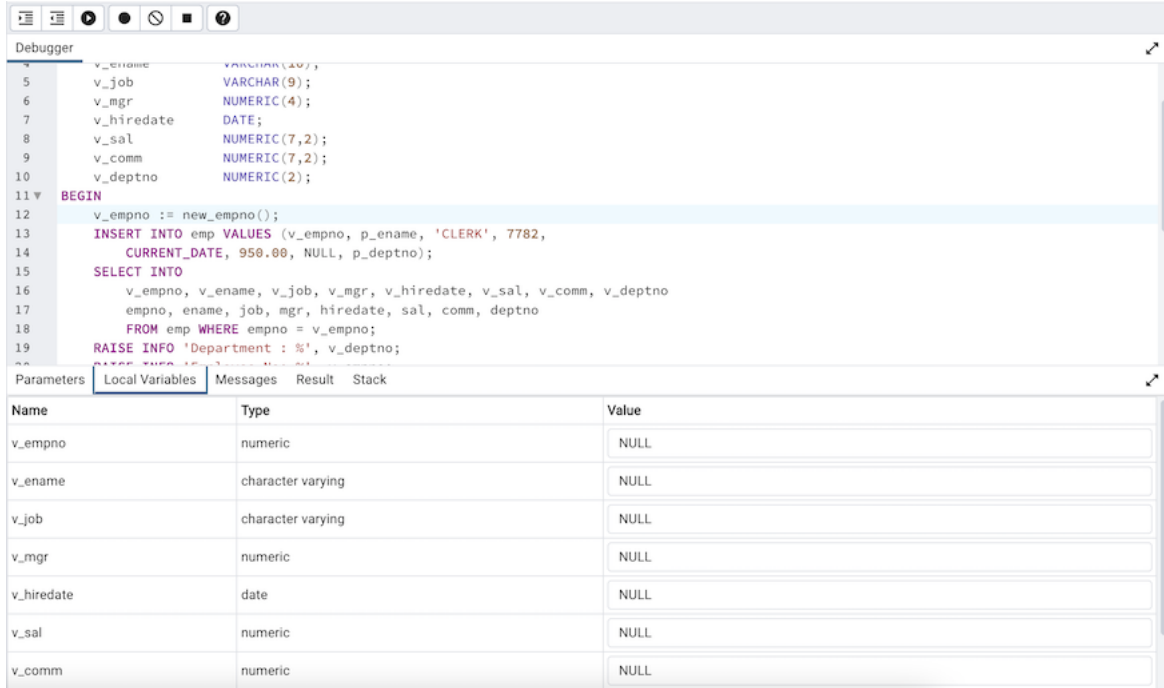 Debugger
4 v_ename VARCHAR(10);
5 v_job VARCHAR(9);
6 v_mgr NUMERIC(4);
7 v_hiredate DATE;
8 v_sal NUMERIC(7,2);
9 v_comm NUMERIC(7,2);
10 v_deptno NUMERIC(2);
11 BEGIN
12 v_empno := new_empno();
13 INSERT INTO emp VALUES (v_empno, p_ename, 'CLERK', 7782,
14 CURRENT_DATE, 950.00, NULL, p_deptno);
15 SELECT INTO
16 v_empno, v_ename, v_job, v_mgr, v_hiredate, v_sal, v_comm, v_deptno
17 empno, ename, job, mgr, hiredate, sal, comm, deptno
18 FROM emp WHERE empno = v_empno;
19 RAISE INFO 'Department : %', v_deptno;
Parameters Local Variables Messages Result Stack
Name Type Value
v_empno numeric NULL
v_ename character varying NULL
v_job character varying NULL
v_mgr numeric NULL
v_hiredate date NULL
v_sal numeric NULL
v_comm numeric NULL